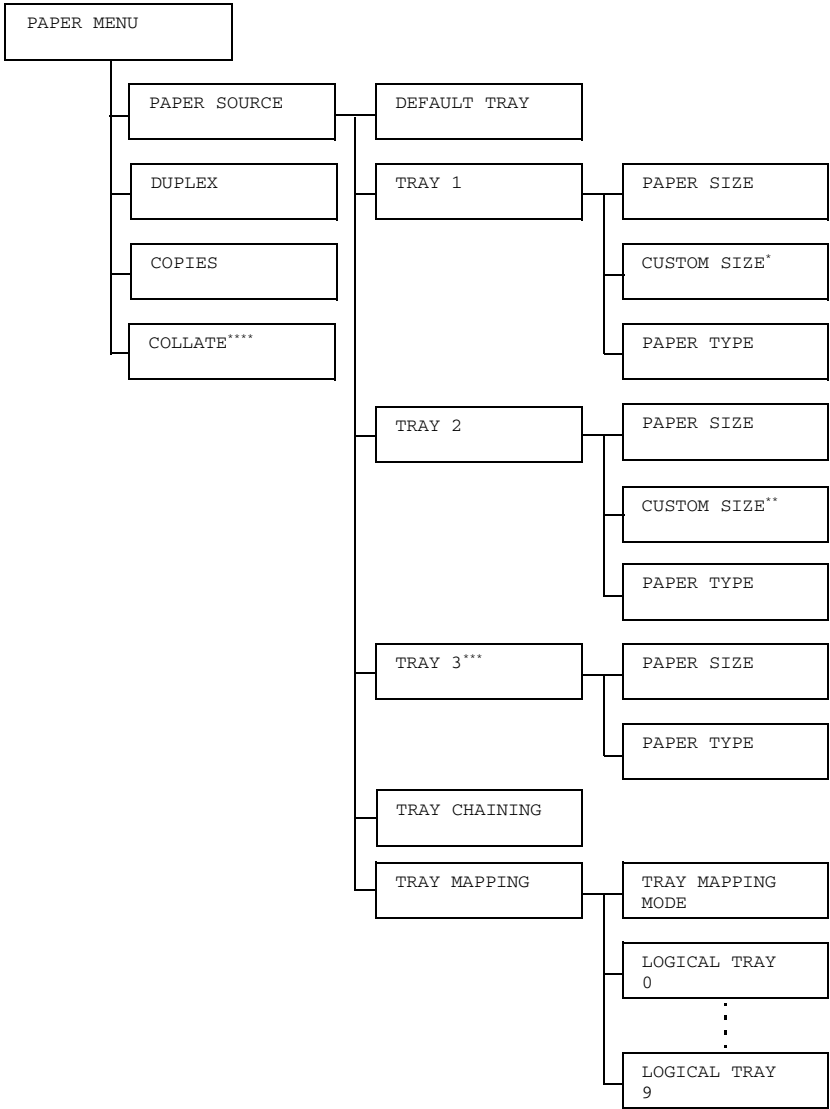 PAPER MENU
PAPER SOURCE
DEFAULT TRAY
DUPLEX
TRAY 1
PAPER SIZE
COPIES
CUSTOM SIZE*
COLLATE****
PAPER TYPE
TRAY 2
PAPER SIZE
CUSTOM SIZE**
PAPER TYPE
TRAY 3***
PAPER SIZE
PAPER TYPE
TRAY CHAINING
TRAY MAPPING
TRAY MAPPING
MODE
LOGICAL TRAY
0
LOGICAL TRAY
9